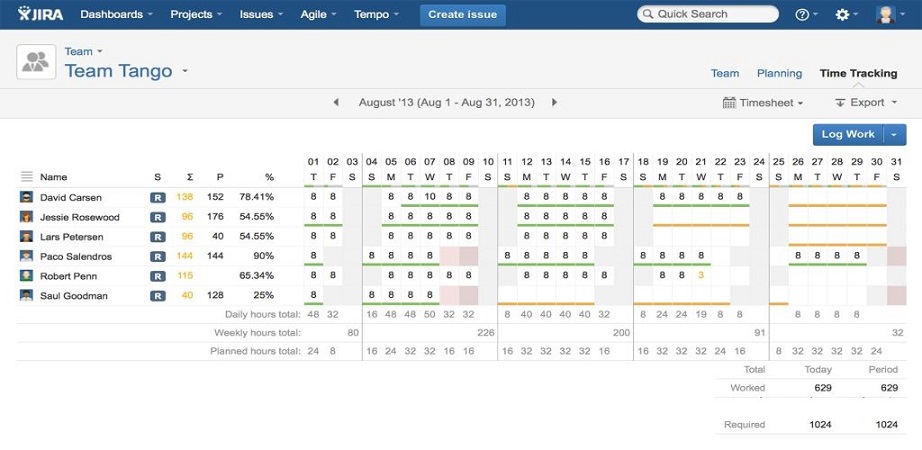 JIRA Dashboards Projects Issues Agile Tempo Create issue Quick Search
Team
Team Tango
Team Planning Time Tracking
August '13 (Aug 1 - Aug 31, 2013) Timesheet Export
Log Work
01 02 03 04 05 06 07 08 09 10 11 12 13 14 15 16 17 18 19 20 21 22 23 24 25 26 27 28 29 30 31
Name S Σ P % T F S S M T W T F S S M T W T F S S M T W T F S S M T W T F S
David Carsen R 138 152 78.41% 8 8 8 8 10 8 8 8 8 8 8 8 8 8 8 8 8
Jessie Rosewood R 96 176 54.55% 8 8 8 8 8 8 8 8 8 8 8 8
Lars Petersen R 96 40 54.55% 8 8 8 8 8 8 8 8 8 8 8 8
Paco Salendros R 144 144 90% 8 8 8 8 8 8 8 8 8 8 8 8 8 8 8 8 8 8
Robert Penn R 115 65.34% 8 8 8 8 8 8 8 8 8 8 8 8 8 8 3
Saul Goodman R 40 128 25% 8 8 8 8 8
Daily hours total: 48 32 16 48 48 50 32 32 8 40 40 40 40 32 8 24 24 19 8 8 8 8 8 8
Weekly hours total: 80 226 200 91 32
Planned hours total: 24 8 16 24 32 32 16 16 16 32 32 32 32 16 16 32 32 32 24 16 8 32 32 32 32 24
Total Today Period
Worked 629 629
Required 1024 1024